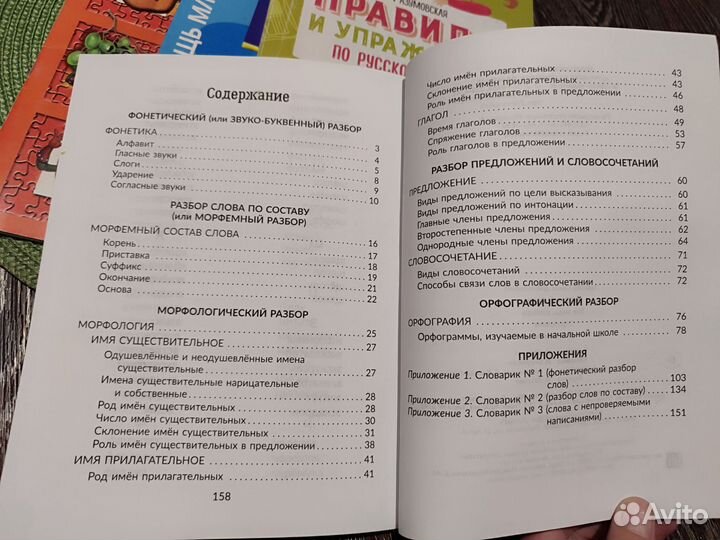 РАЗУМОВСКАЯ
ПРАВИЛ
И УПРАЖ
ПО РУССКО
Содержание
ФОНЕТИЧЕСКИЙ (или ЗВУКО-БУКВЕННЫЙ) РАЗБОР
ФОНЕТИКА 3
Алфавит 4
Гласные звуки 5
Слоги 8
Ударение 9
Согласные звуки 10
РАЗБОР СЛОВА ПО СОСТАВУ
(или МОРФЕМНЫЙ РАЗБОР)
МОРФЕМНЫЙ СОСТАВ СЛОВА 16
Корень 17
Приставка 18
Суффикс 19
Окончание 21
Основа 22
МОРФОЛОГИЧЕСКИЙ РАЗБОР
МОРФОЛОГИЯ 25
ИМЯ СУЩЕСТВИТЕЛЬНОЕ 27
Одушевлённые и неодушевлённые имена
существительные 27
Имена существительные нарицательные
и собственные 28
Род имён существительных 28
Число имён существительных 30
Склонение имён существительных 31
Роль имён существительных в предложении 38
ИМЯ ПРИЛАГАТЕЛЬНОЕ 41
Род имён прилагательных 41
158
Число имён прилагательных 43
Склонение имён прилагательных 43
Роль имён прилагательных в предложении 46
ГЛАГОЛ 48
Время глаголов 49
Спряжение глаголов 53
Роль глаголов в предложении 57
РАЗБОР ПРЕДЛОЖЕНИЙ И СЛОВОСОЧЕТАНИЙ
ПРЕДЛОЖЕНИЕ 60
Виды предложений по цели высказывания 60
Виды предложений по интонации 61
Главные члены предложения 61
Второстепенные члены предложения 62
Однородные члены предложения 64
СЛОВОСОЧЕТАНИЕ 71
Виды словосочетаний 72
Способы связи слов в словосочетании 72
ОРФОГРАФИЧЕСКИЙ РАЗБОР
ОРФОГРАФИЯ 76
Орфограммы, изучаемые в начальной школе 78
ПРИЛОЖЕНИЯ
Приложение 1. Словарик № 1 (фонетический разбор
слов) 103
Приложение 2. Словарик № 2 (разбор слов по составу) 134
Приложение 3. Словарик № 3 (слова с непроверяемыми
написаниями) 151
Avito